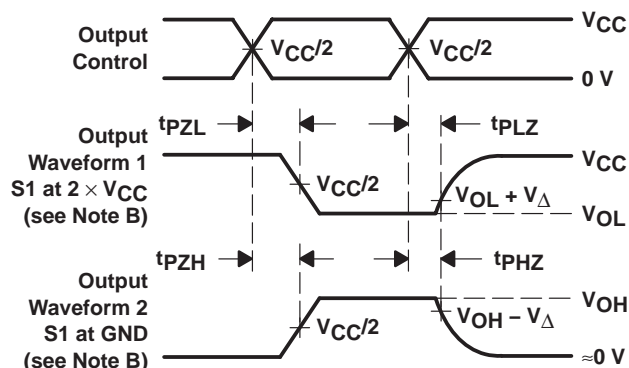 Output
Control
VCC/2
VCC/2
VCC
0 V
tPZL
tPLZ
Output
Waveform 1
S1 at 2 × VCC
(see Note B)
VCC/2
VCC
VOL + VΔ
VOL
tPZH
tPHZ
Output
Waveform 2
S1 at GND
(see Note B)
VCC/2
VOH
VOH − VΔ
≈0 V